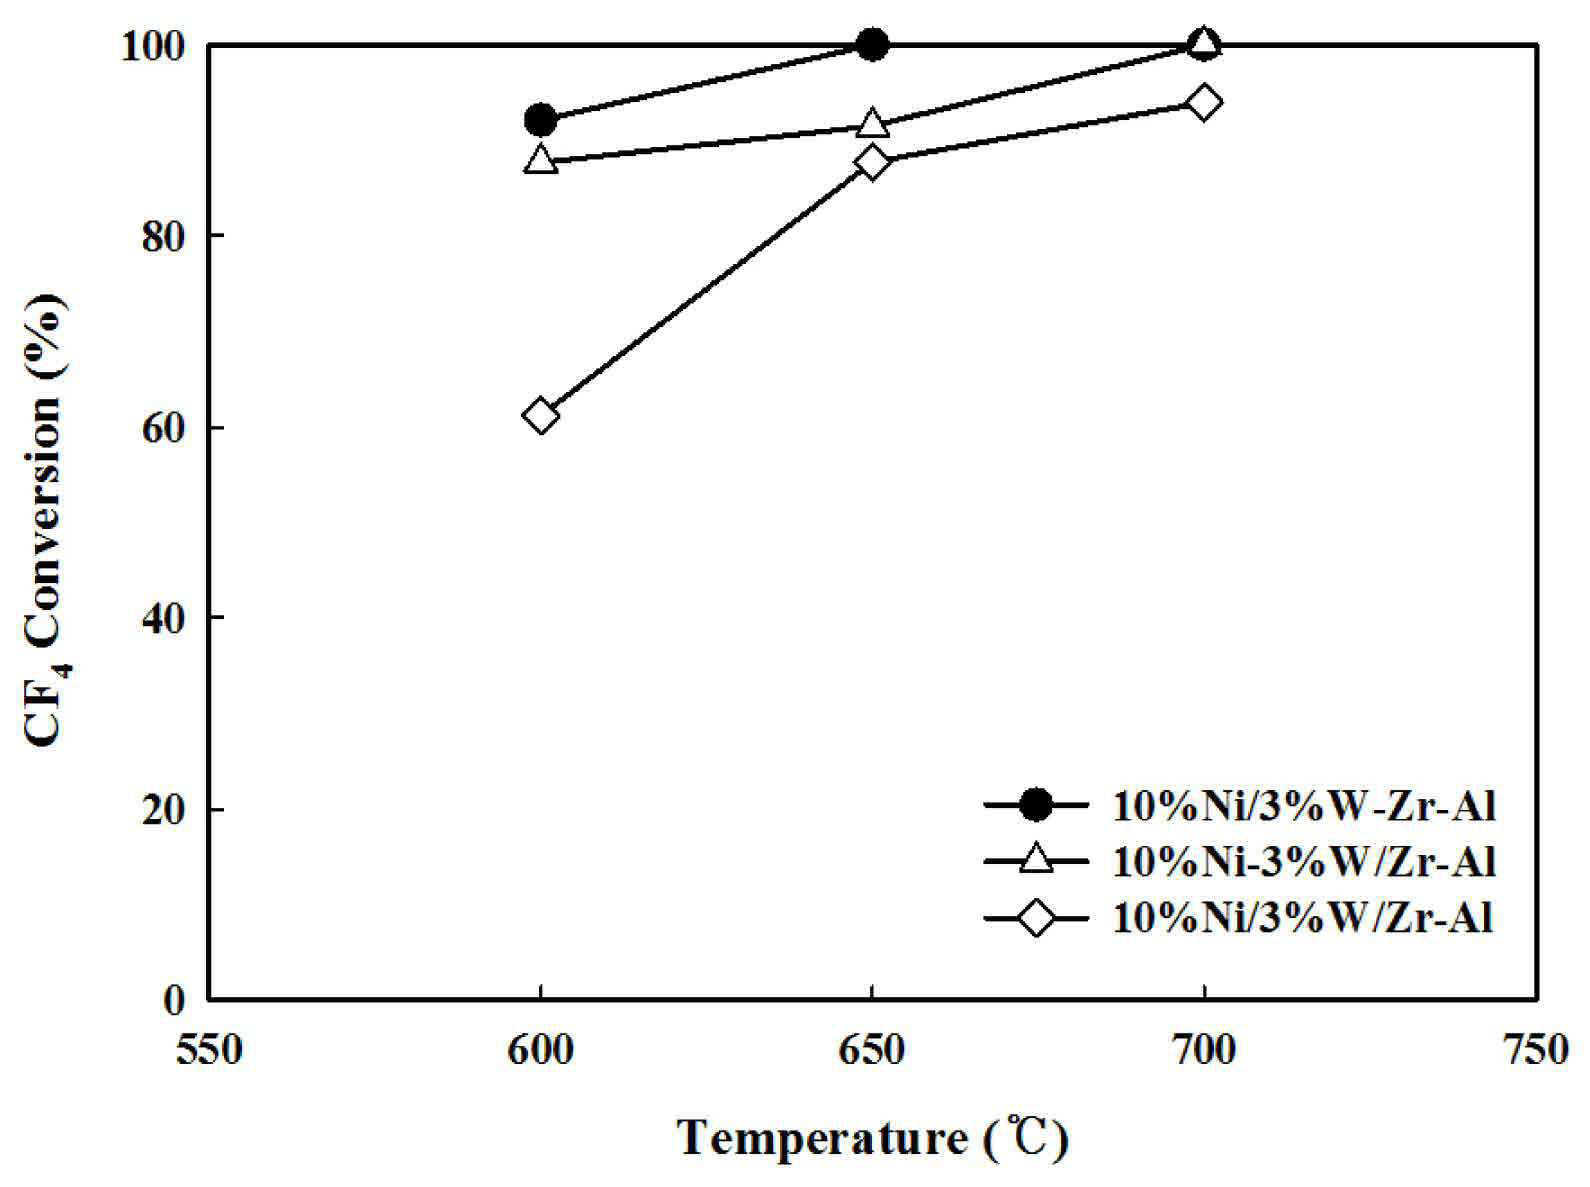 100
80
60
40
20
0
CF4 Conversion (%)
10%Ni/3%W-Zr-Al
10%Ni-3%W/Zr-Al
10%Ni/3%W/Zr-Al
550 600 650 700 750
Temperature (℃)